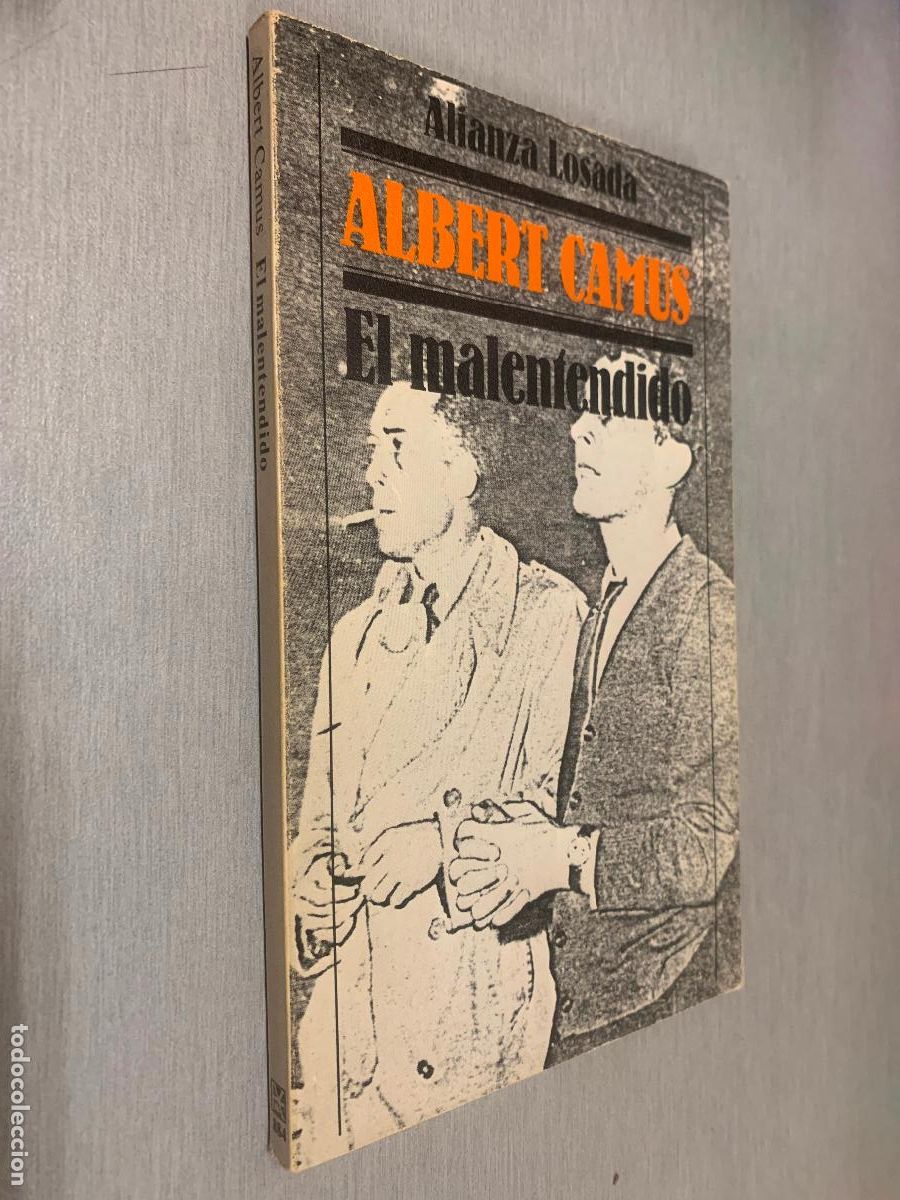 Alianza Losada
ALBERT CAMUS
El malentendido
Albert Camus El malentendido
todocoleccion